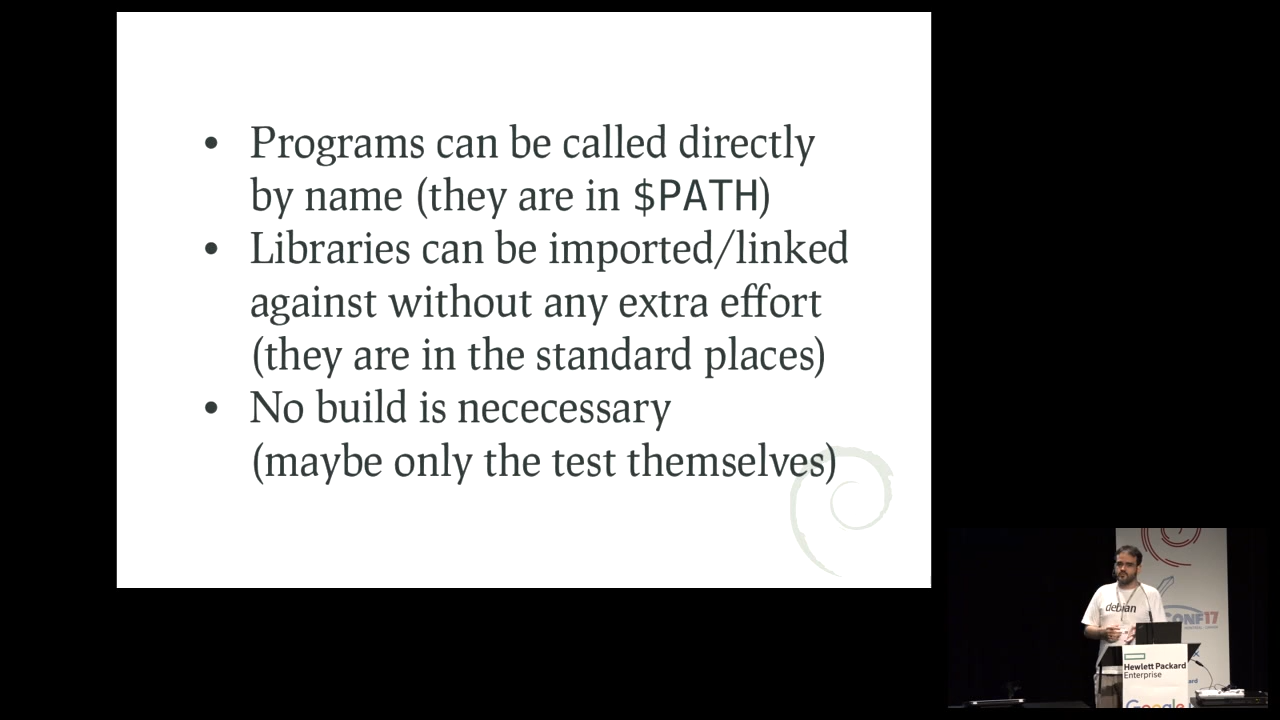 • Programs can be called directly
by name (they are in $PATH)
• Libraries can be imported/linked
against without any extra effort
(they are in the standard places)
• No build is nececessary
(maybe only the test themselves)
debian
CONF17
Hewlett Packard
Enterprise
Google